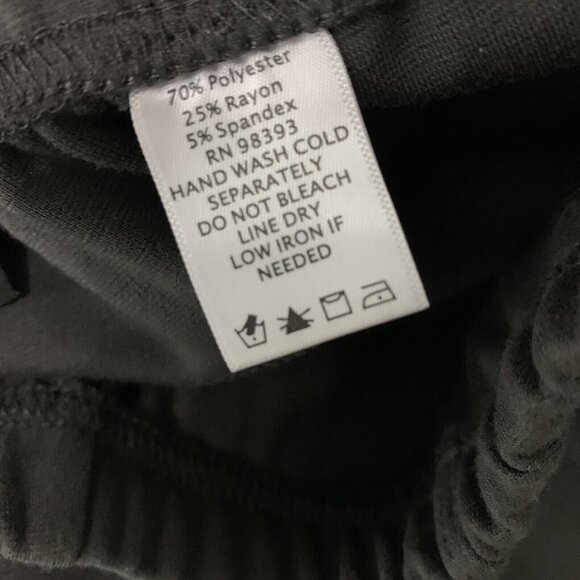 70% Polyester
25% Rayon
5% Spandex
RN 98393
HAND WASH COLD
SEPARATELY
DO NOT BLEACH
LINE DRY
LOW IRON IF
NEEDED